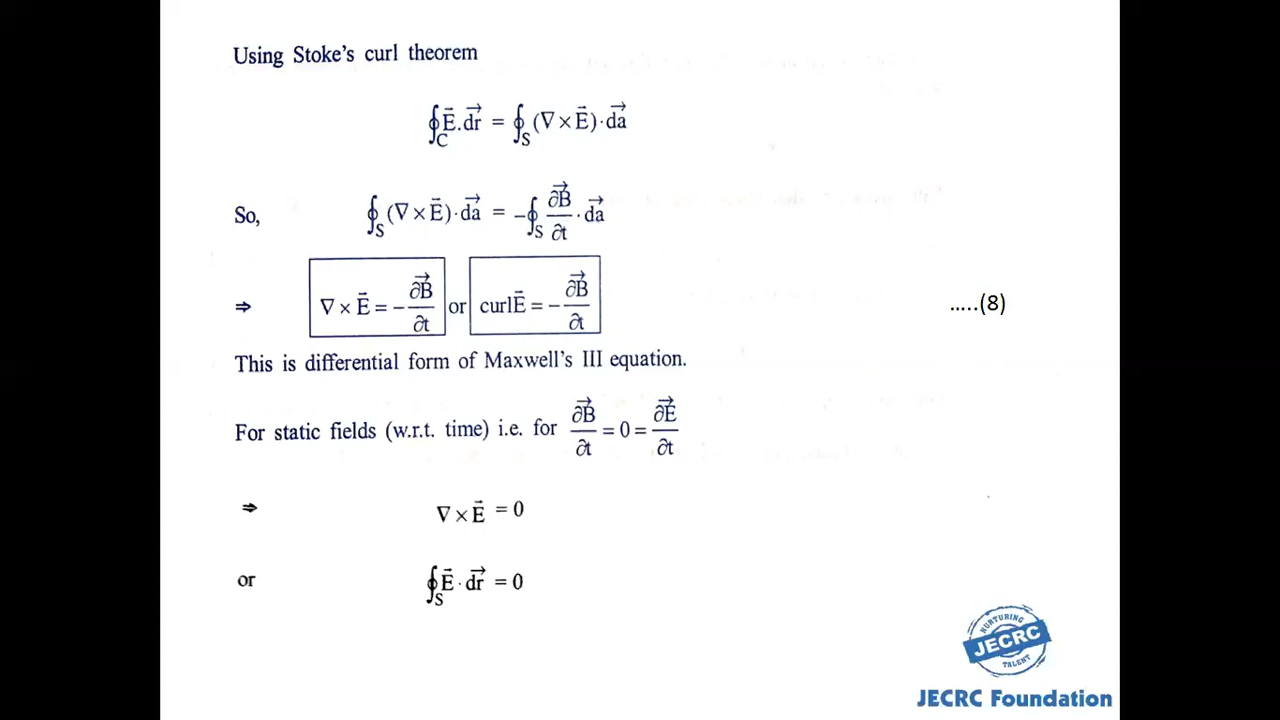 Using Stoke's curl theorem
∮_C E⃗.dr⃗ = ∮_S (∇×E⃗)·da⃗
So, ∮_S (∇×E⃗)·da⃗ = -∮_S ∂B⃗/∂t · da⃗
⇒ ∇×E⃗ = -∂B⃗/∂t or curlE⃗ = -∂B⃗/∂t .....(8)
This is differential form of Maxwell's III equation.
For static fields (w.r.t. time) i.e. for ∂B⃗/∂t = 0 = ∂E⃗/∂t
⇒ ∇×E⃗ = 0
or ∮_S E⃗·dr⃗ = 0
NURTURING
JECRC
TALENT
JECRC Foundation